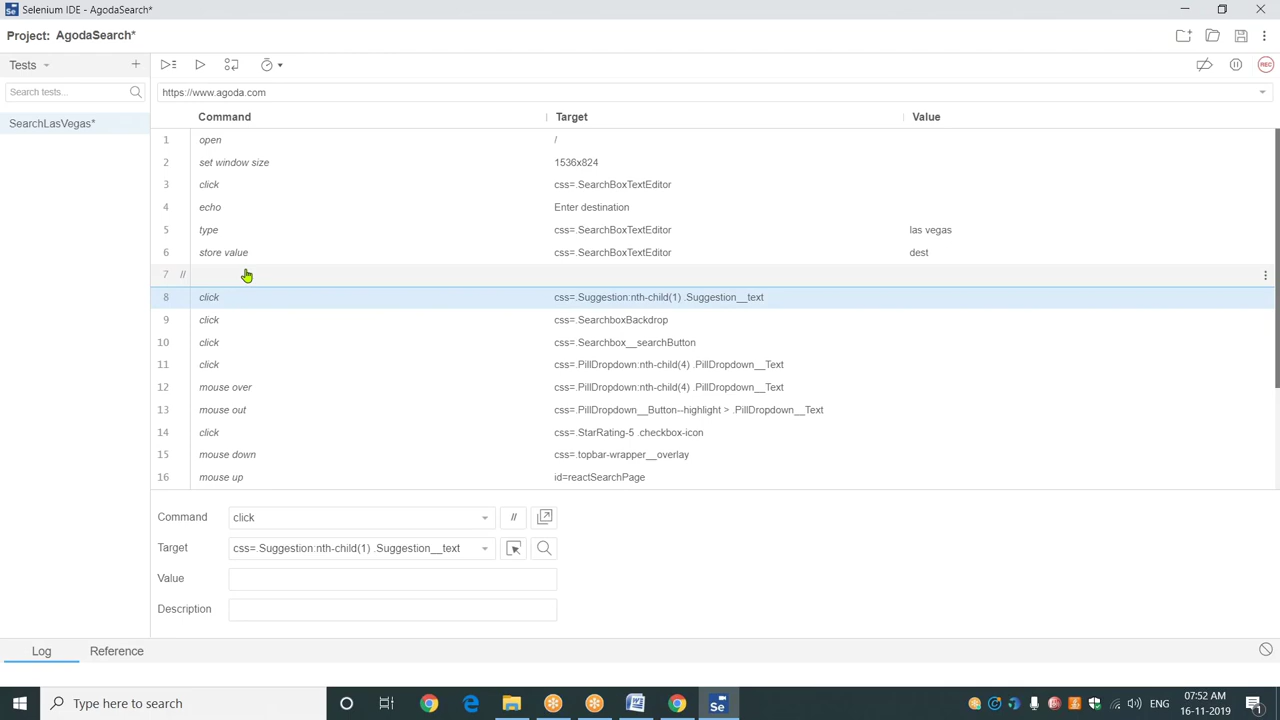 Selenium IDE - AgodaSearch*
Project: AgodaSearch*
Tests
REC
Search tests...
https://www.agoda.com
SearchLasVegas*
Command Target Value
1 open /
2 set window size 1536x824
3 click css=.SearchBoxTextEditor
4 echo Enter destination
5 type css=.SearchBoxTextEditor las vegas
6 store value css=.SearchBoxTextEditor dest
7 //
8 click css=.Suggestion:nth-child(1) .Suggestion__text
9 click css=.SearchboxBackdrop
10 click css=.Searchbox__searchButton
11 click css=.PillDropdown:nth-child(4) .PillDropdown__Text
12 mouse over css=.PillDropdown:nth-child(4) .PillDropdown__Text
13 mouse out css=.PillDropdown__Button--highlight > .PillDropdown__Text
14 click css=.StarRating-5 .checkbox-icon
15 mouse down css=.topbar-wrapper__overlay
16 mouse up id=reactSearchPage
Command click //
Target css=.Suggestion:nth-child(1) .Suggestion__text
Value
Description
Log Reference
Type here to search
Se
ENG
07:52 AM
16-11-2019
1